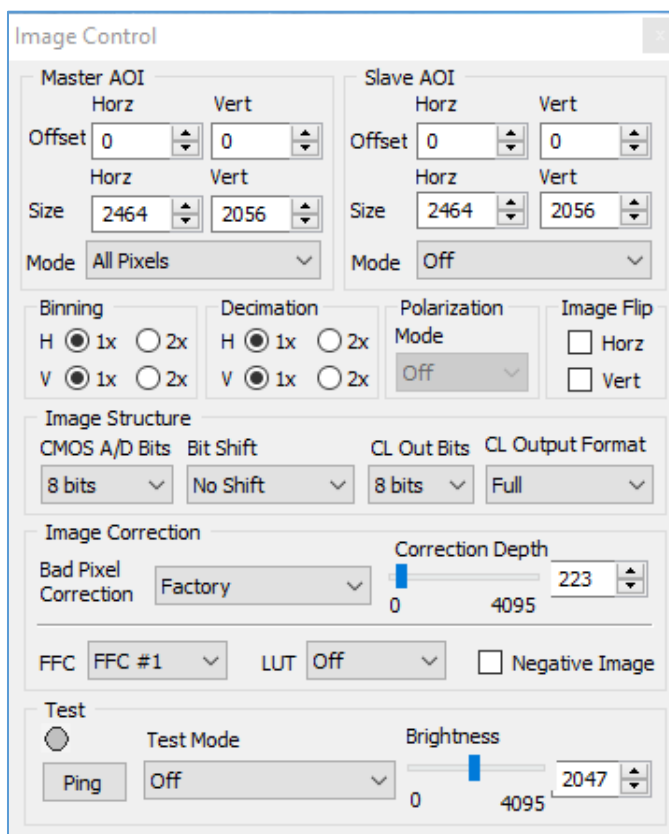 Image Control x
Master AOI Slave AOI
Horz Vert Horz Vert
Offset 0 0 Offset 0 0
Horz Vert Horz Vert
Size 2464 2056 Size 2464 2056
Mode All Pixels Mode Off
Binning Decimation Polarization Image Flip
H 1x 2x H 1x 2x Mode Horz
V 1x 2x V 1x 2x Off Vert
Image Structure
CMOS A/D Bits Bit Shift CL Out Bits CL Output Format
8 bits No Shift 8 bits Full
Image Correction
Correction Depth
Bad Pixel
Correction Factory 223
0 4095
FFC FFC #1 LUT Off Negative Image
Test
Test Mode Brightness
Ping Off 2047
0 4095